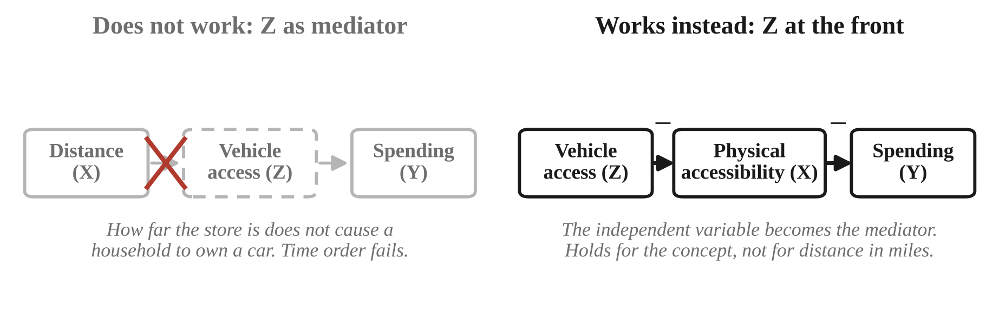 Does not work: Z as mediator
Distance
(X)
Vehicle
access (Z)
Spending
(Y)
How far the store is does not cause a
household to own a car. Time order fails.
Works instead: Z at the front
–
–
Vehicle
access (Z)
Physical
accessibility (X)
Spending
(Y)
The independent variable becomes the mediator.
Holds for the concept, not for distance in miles.